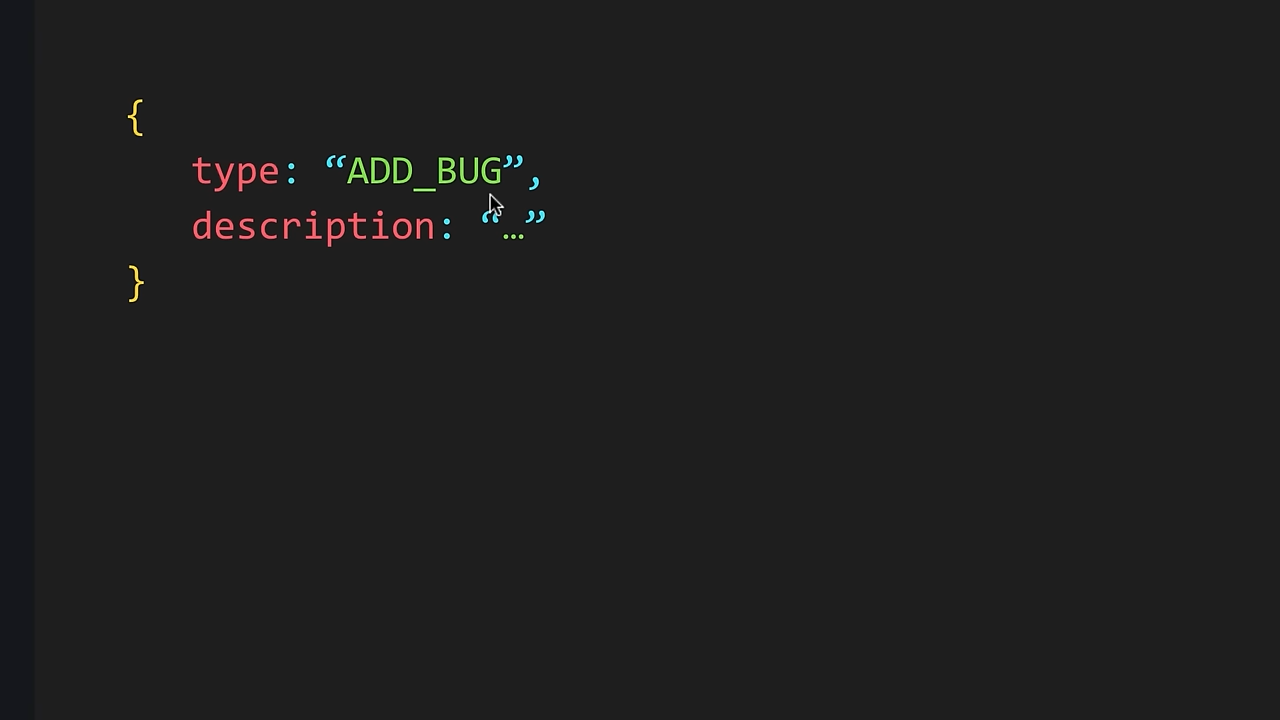 {
type: “ADD_BUG”,
description: “…”
}